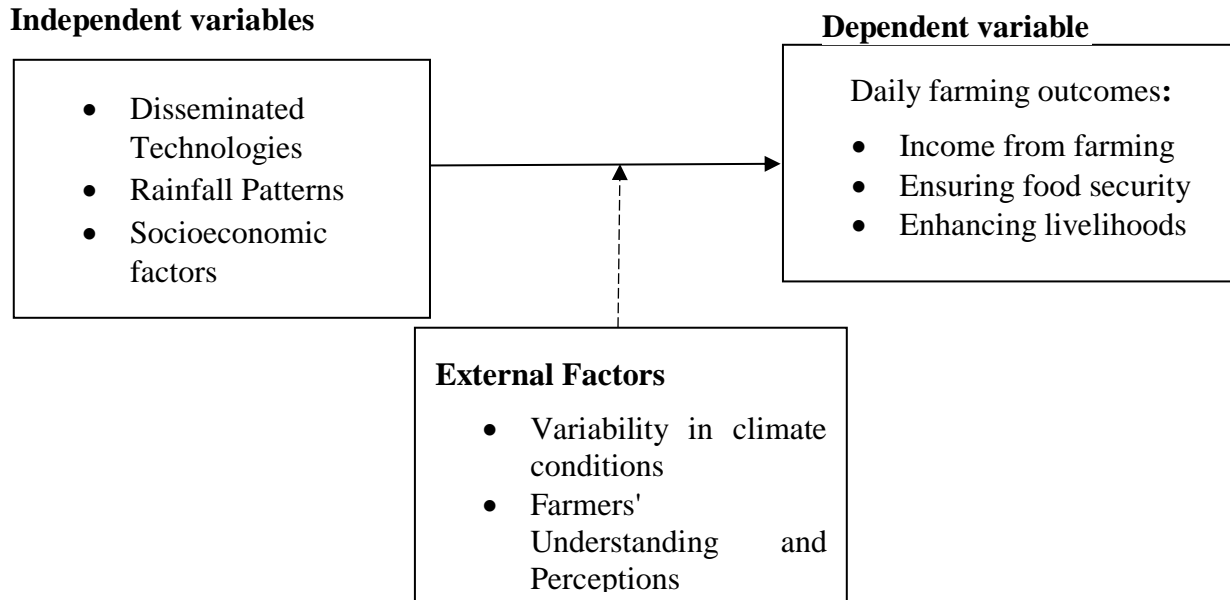 Independent variables
• Disseminated
Technologies
• Rainfall Patterns
• Socioeconomic
factors
Dependent variable
Daily farming outcomes:
• Income from farming
• Ensuring food security
• Enhancing livelihoods
External Factors
• Variability in climate
conditions
• Farmers'
Understanding and
Perceptions